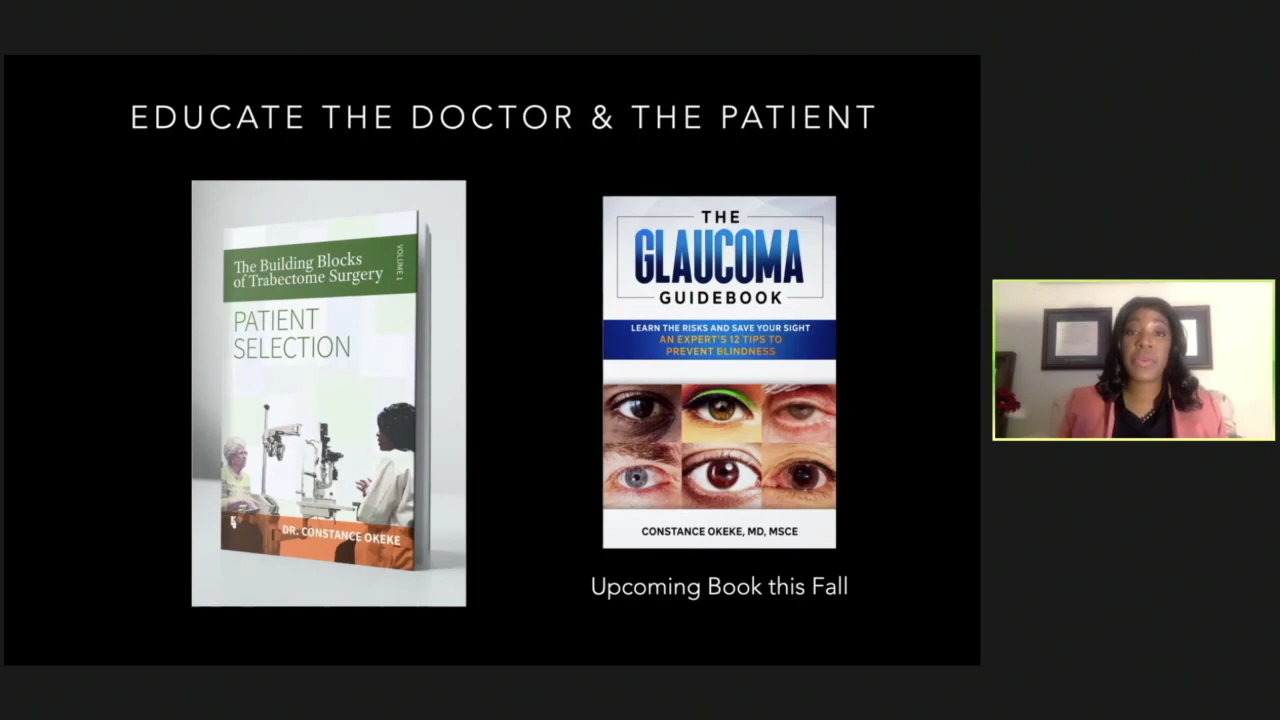 EDUCATE THE DOCTOR & THE PATIENT
The Building Blocks
of Trabectome Surgery
VOLUME 1
PATIENT
SELECTION
DR. CONSTANCE OKEKE
THE
GLAUCOMA
GUIDEBOOK
LEARN THE RISKS AND SAVE YOUR SIGHT
AN EXPERT'S 12 TIPS TO
PREVENT BLINDNESS
CONSTANCE OKEKE, MD, MSCE
Upcoming Book this Fall